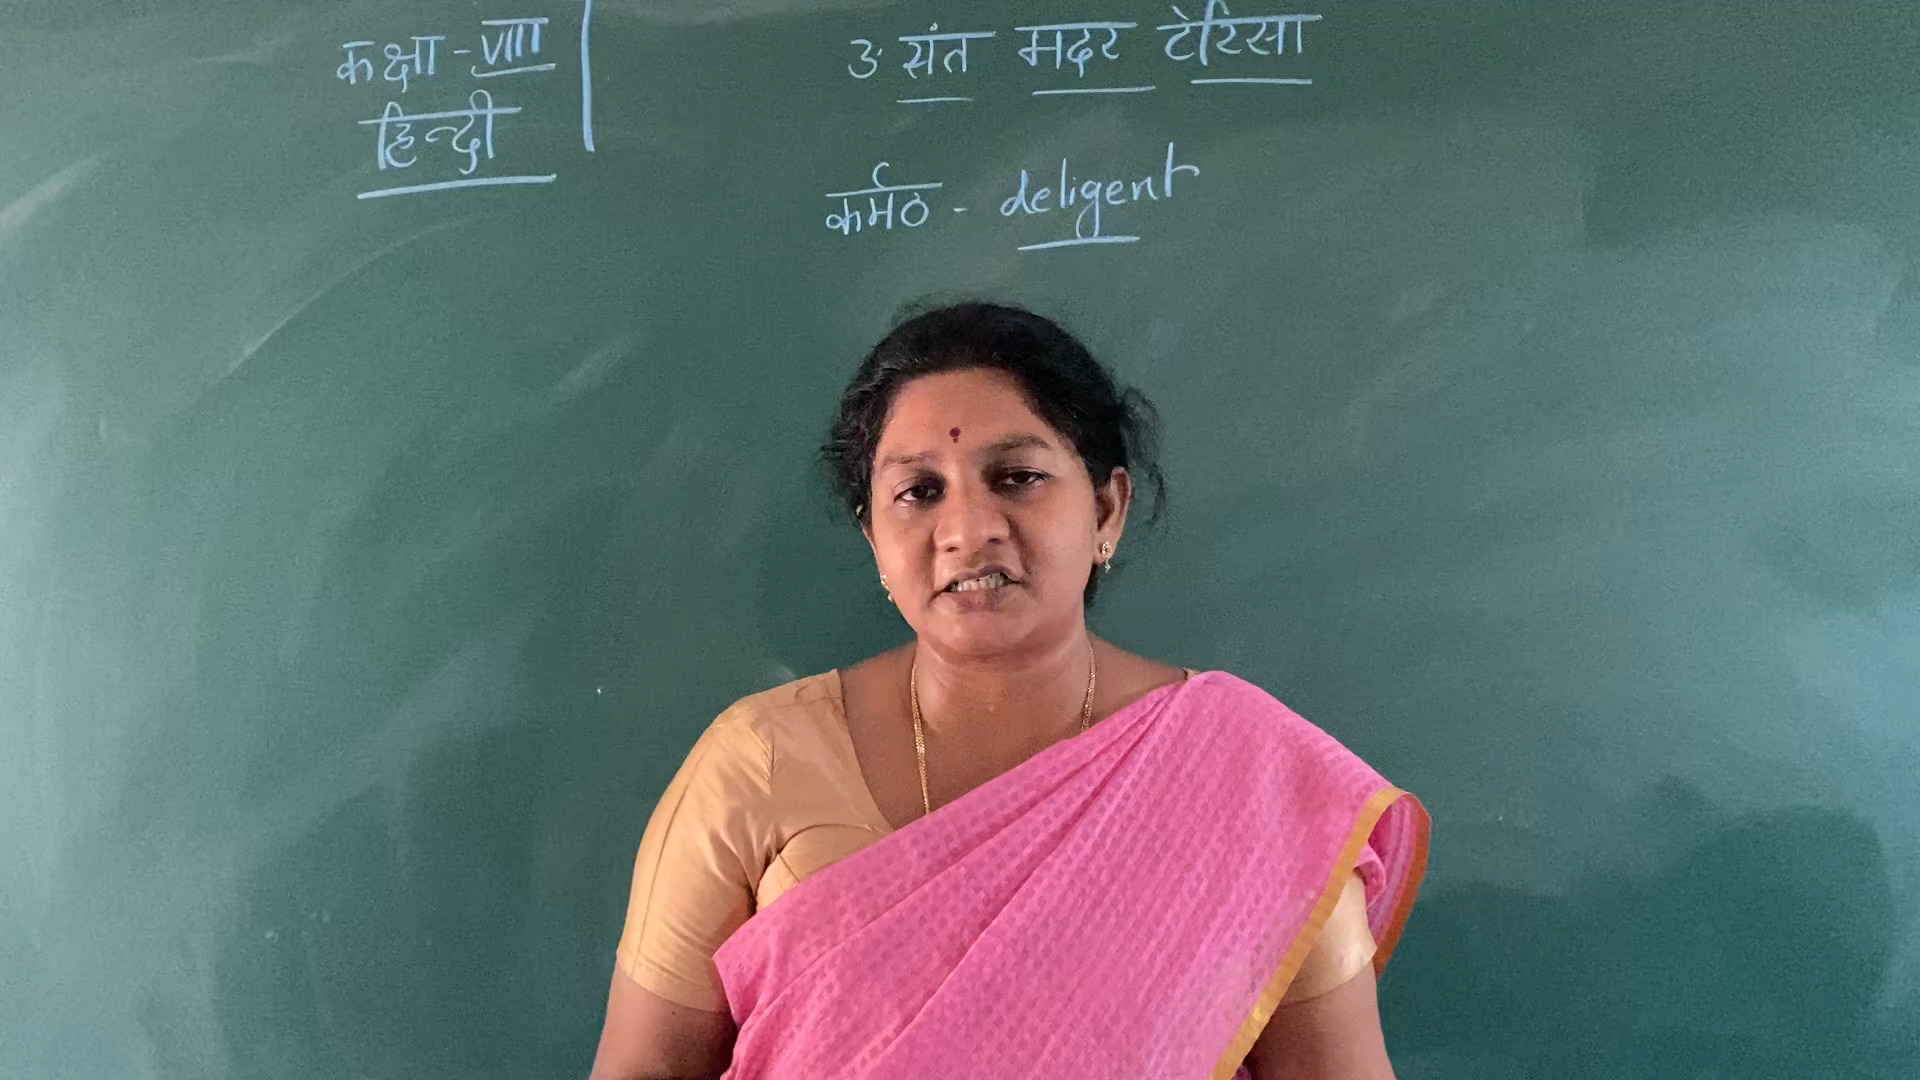 कक्षा - VIII
हिन्दी
3. संत मदर टेरिसा
कर्मठ - deligent